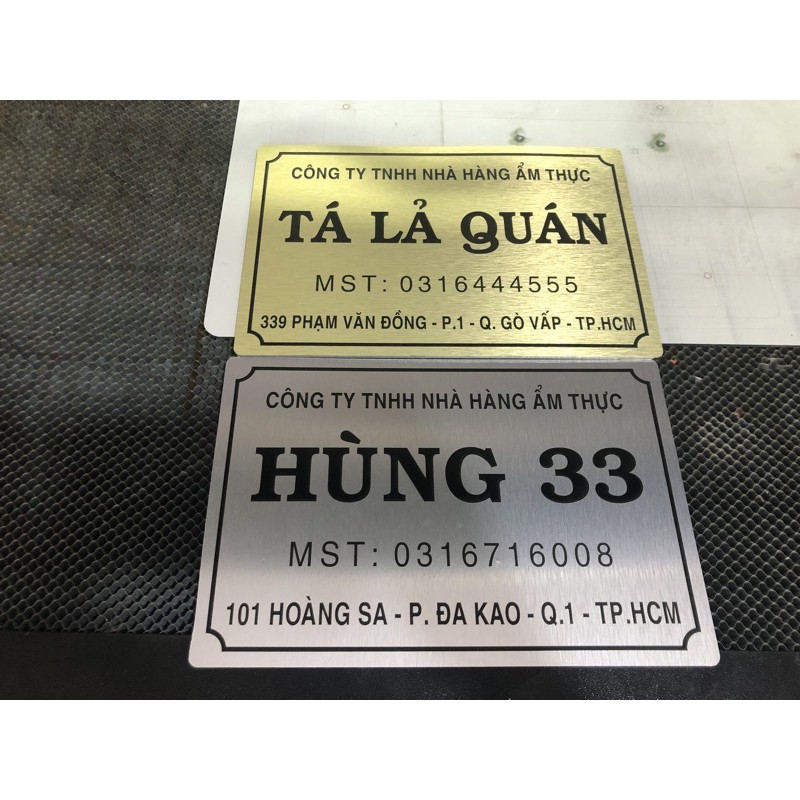 CÔNG TY TNHH NHÀ HÀNG ẨM THỰC
TÁ LẢ QUÁN
MST: 0316444555
339 PHẠM VĂN ĐỒNG - P.1 - Q. GÒ VẤP - TP.HCM
CÔNG TY TNHH NHÀ HÀNG ẨM THỰC
HÙNG 33
MST: 0316716008
101 HOÀNG SA - P. ĐA KAO - Q.1 - TP.HCM